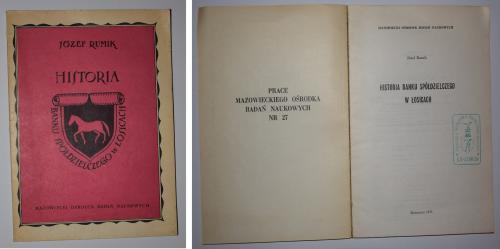 JÓZEF RUMIK
HISTORIA
BANKU SPÓŁDZIELCZEGO W ŁOSICACH
MAZOWIECKI OŚRODEK BADAŃ NAUKOWYCH
PRACE
MAZOWIECKIEGO OŚRODKA
BADAŃ NAUKOWYCH
NR 27
MAZOWIECKI OŚRODEK BADAŃ NAUKOWYCH
Józef Rumik
HISTORIA BANKU SPÓŁDZIELCZEGO
W ŁOSICACH